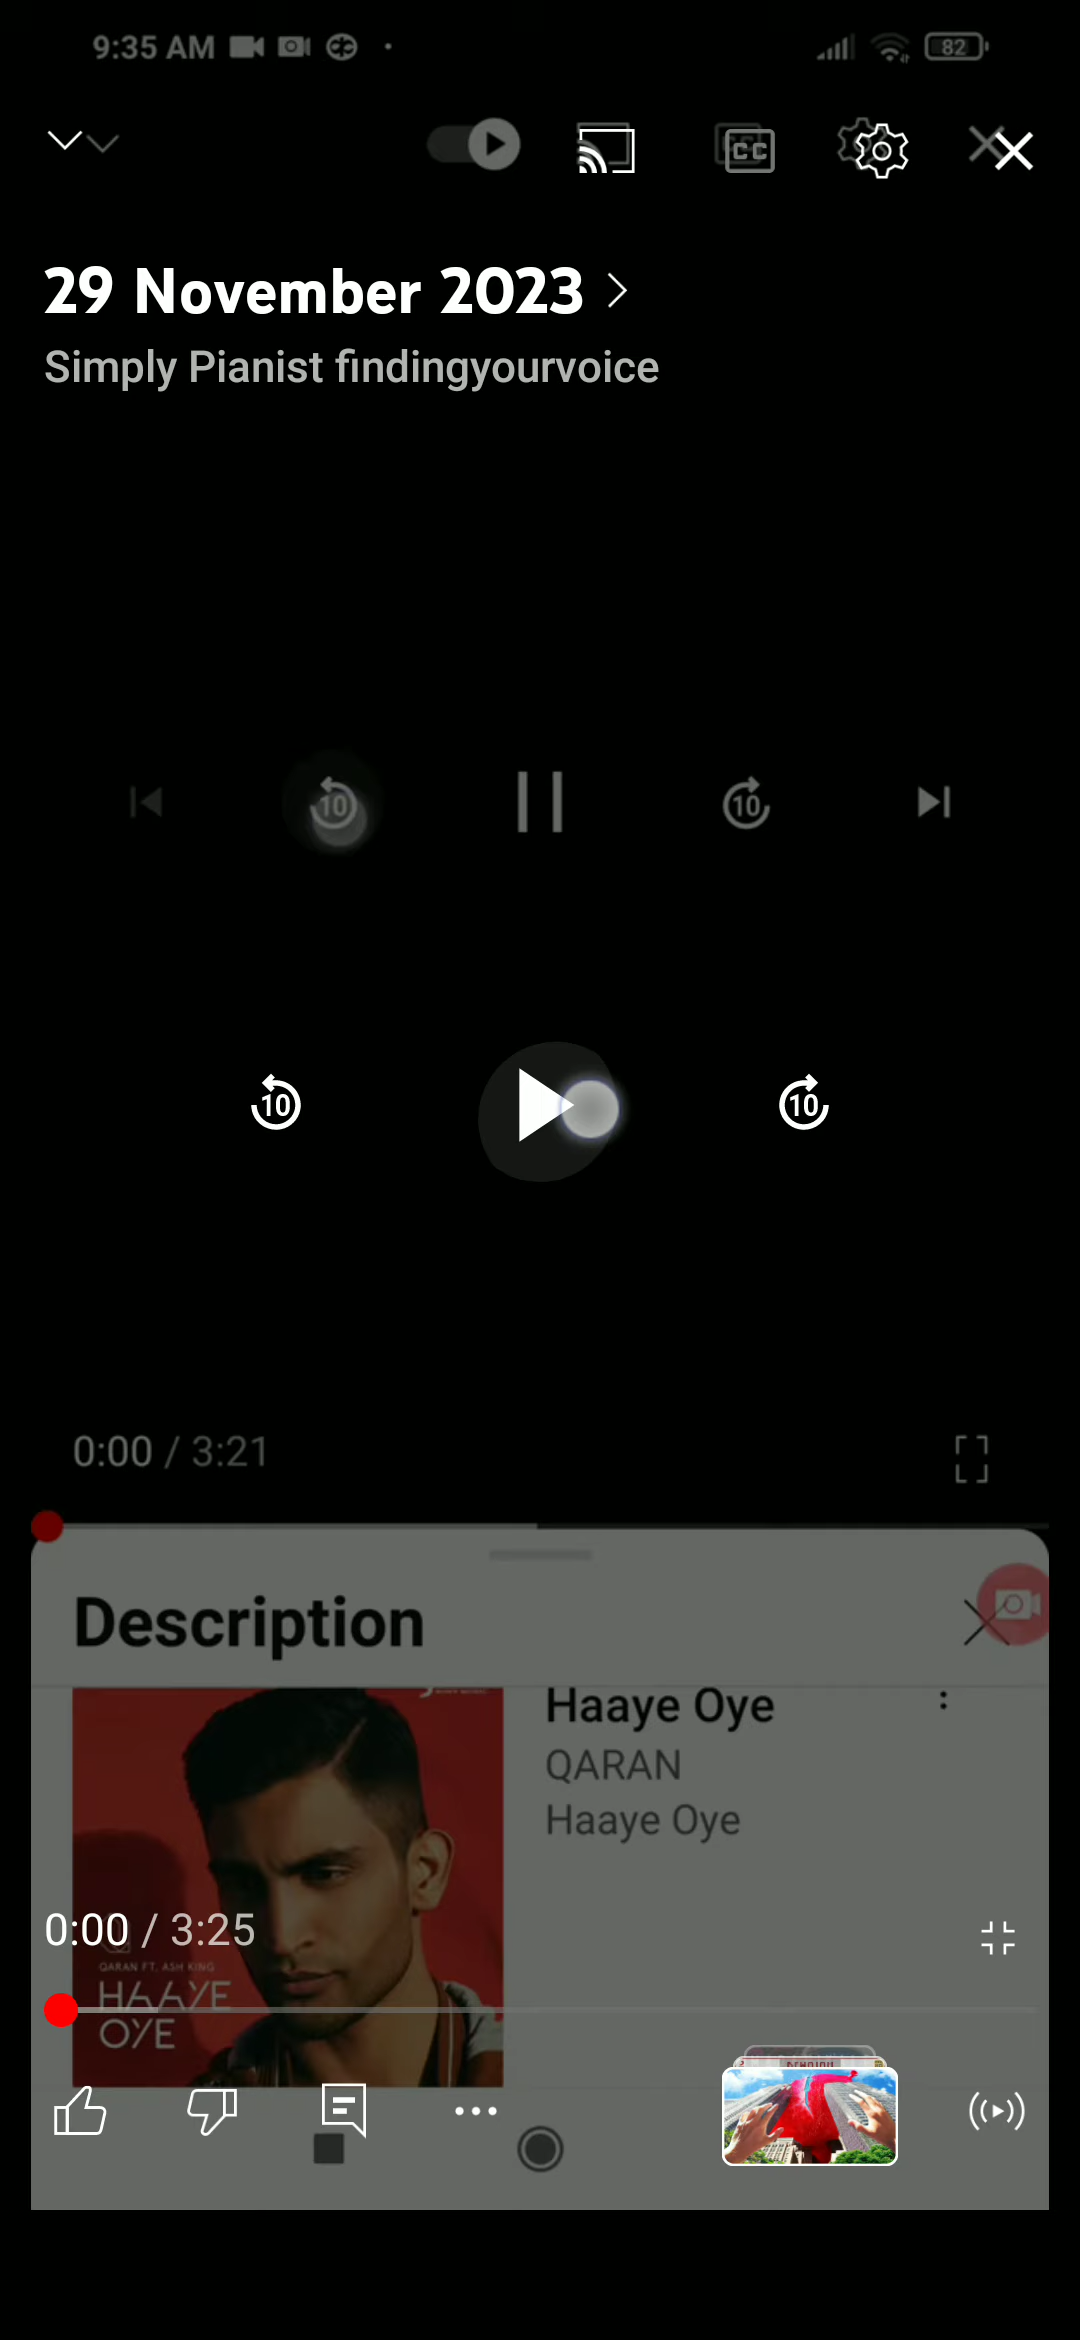 9:35 AM
82
CC
29 November 2023
Simply Pianist findingyourvoice
10
10
10
10
0:00 / 3:21
Description
Haaye Oye
QARAN
Haaye Oye
0:00 / 3:25
QARAN FT. ASH KING
HAAYE
OYE